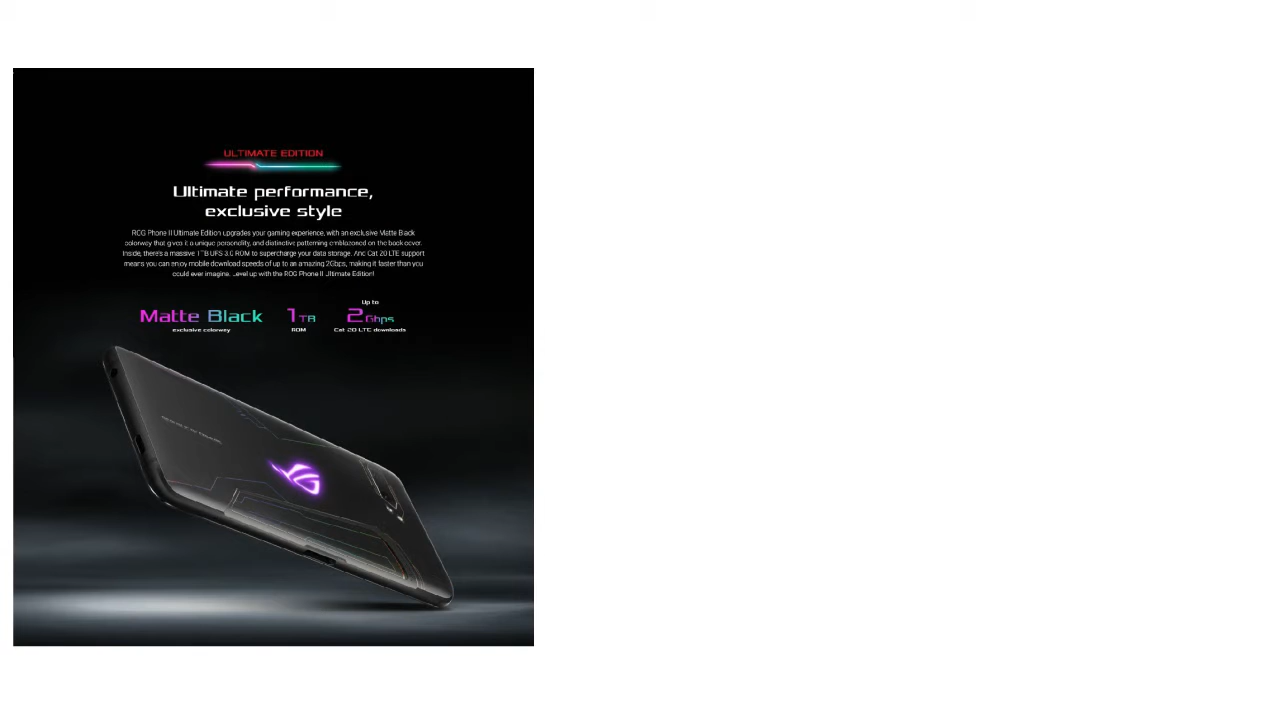 ULTIMATE EDITION
Ultimate performance,
exclusive style
ROG Phone II Ultimate Edition upgrades your gaming experience, with an exclusive Matte Black
colorway that gives it a unique personality, and distinctive patterning emblazoned on the back cover.
Inside, there's a massive 1TB UFS 3.0 ROM to supercharge your data storage. And Cat 20 LTE support
means you can enjoy mobile download speeds of up to an amazing 2Gbps, making it faster than you
could ever imagine. Level up with the ROG Phone II Ultimate Edition!
Up to
Matte Black 1 TB 2 Gbps
exclusive colorway ROM Cat 20 LTE downloads